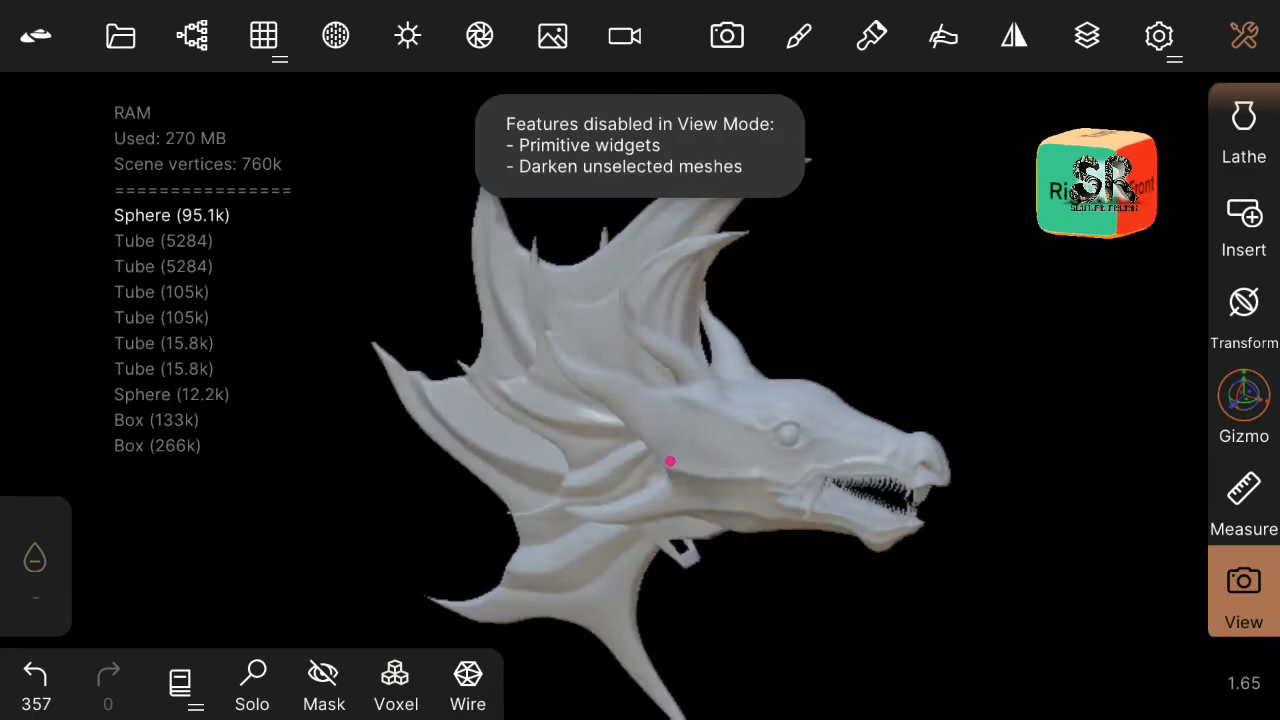 RAM
Used: 270 MB
Scene vertices: 760k
================
Sphere (95.1k)
Tube (5284)
Tube (5284)
Tube (105k)
Tube (105k)
Tube (15.8k)
Tube (15.8k)
Sphere (12.2k)
Box (133k)
Box (266k)
Features disabled in View Mode:
- Primitive widgets
- Darken unselected meshes
SR
Front
Lathe
Insert
Transform
Gizmo
Measure
View
1.65
-
357
0
Solo
Mask
Voxel
Wire